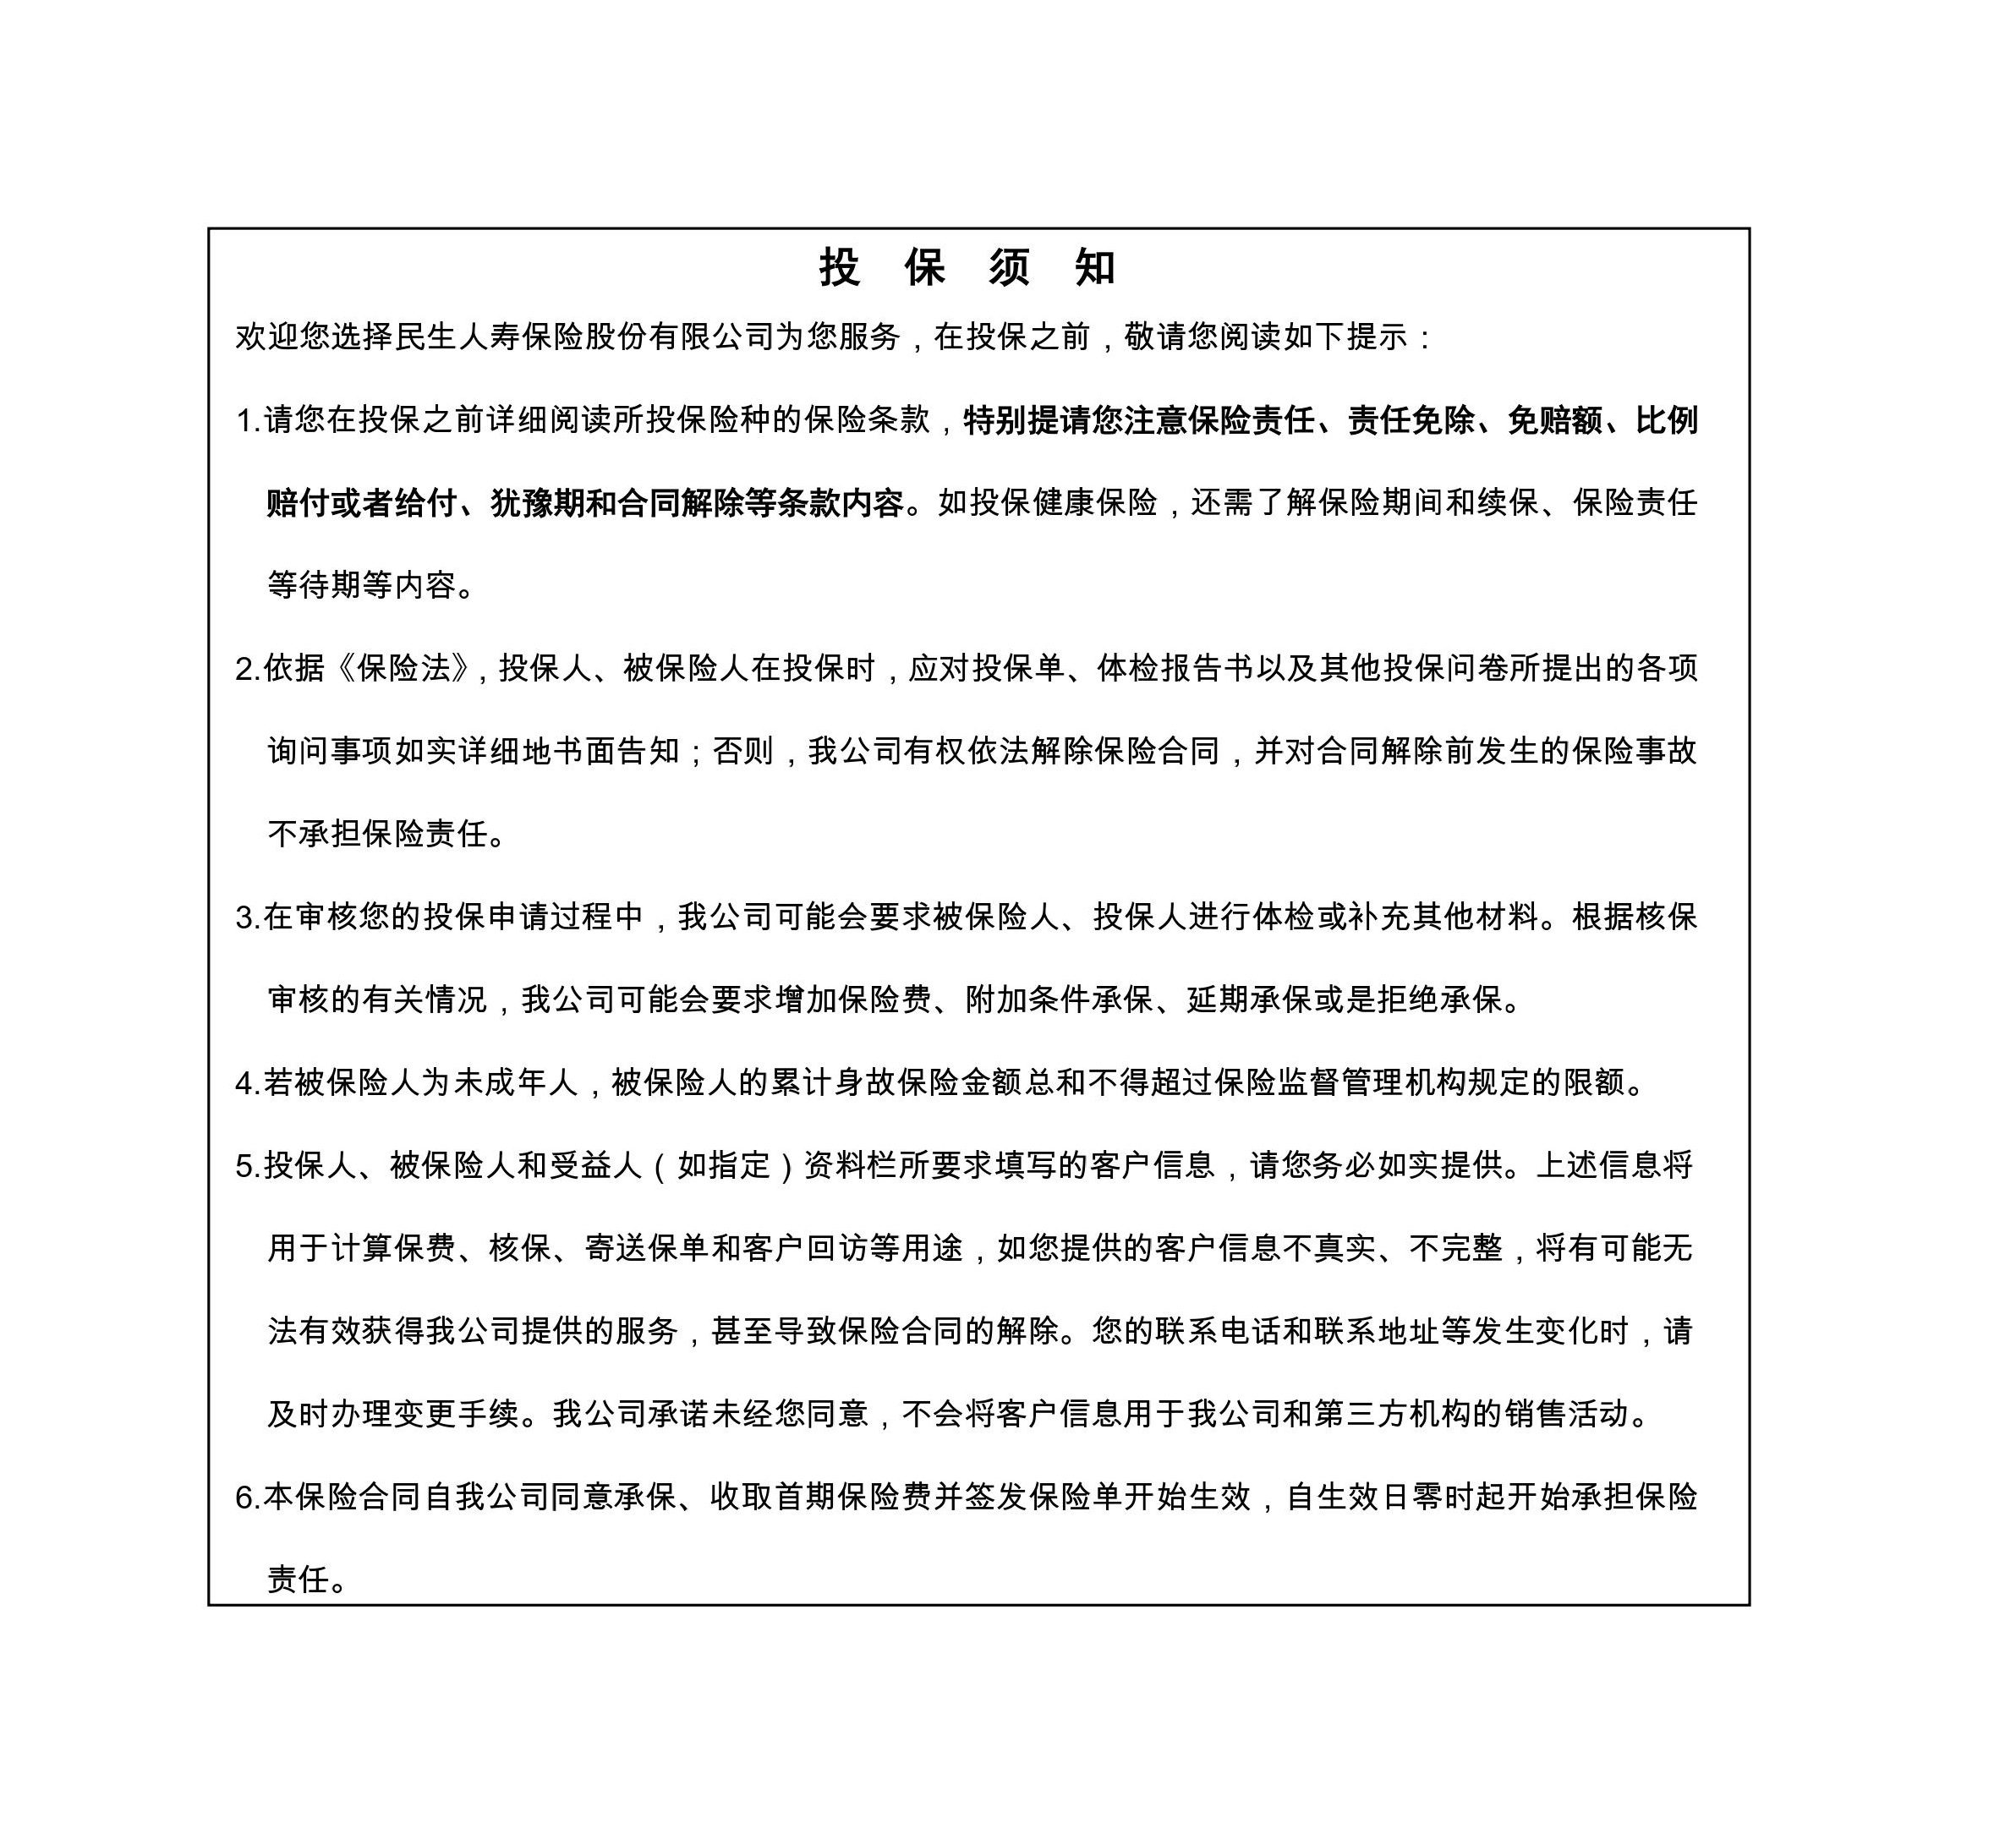 投 保 须 知
欢迎您选择民生人寿保险股份有限公司为您服务，在投保之前，敬请您阅读如下提示：
1.请您在投保之前详细阅读所投保险种的保险条款，特别提请您注意保险责任、责任免除、免赔额、比例
赔付或者给付、犹豫期和合同解除等条款内容。如投保健康保险，还需了解保险期间和续保、保险责任
等待期等内容。
2.依据《保险法》, 投保人、被保险人在投保时，应对投保单、体检报告书以及其他投保问卷所提出的各项
询问事项如实详细地书面告知；否则，我公司有权依法解除保险合同，并对合同解除前发生的保险事故
不承担保险责任。
3.在审核您的投保申请过程中，我公司可能会要求被保险人、投保人进行体检或补充其他材料。根据核保
审核的有关情况，我公司可能会要求增加保险费、附加条件承保、延期承保或是拒绝承保。
4.若被保险人为未成年人，被保险人的累计身故保险金额总和不得超过保险监督管理机构规定的限额。
5.投保人、被保险人和受益人（如指定）资料栏所要求填写的客户信息，请您务必如实提供。上述信息将
用于计算保费、核保、寄送保单和客户回访等用途，如您提供的客户信息不真实、不完整，将有可能无
法有效获得我公司提供的服务，甚至导致保险合同的解除。您的联系电话和联系地址等发生变化时，请
及时办理变更手续。我公司承诺未经您同意，不会将客户信息用于我公司和第三方机构的销售活动。
6.本保险合同自我公司同意承保、收取首期保险费并签发保险单开始生效，自生效日零时起开始承担保险
责任。